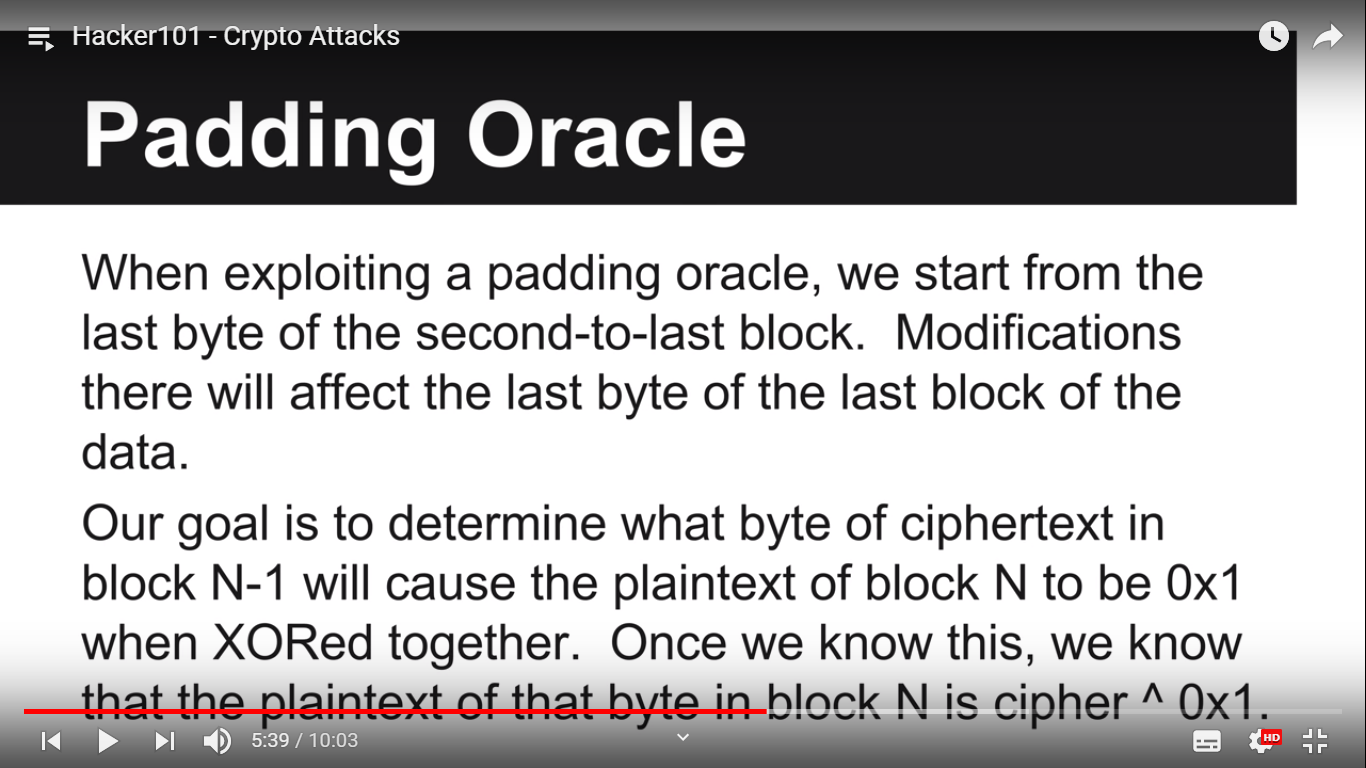 Hacker101 - Crypto Attacks
Padding Oracle
When exploiting a padding oracle, we start from the
last byte of the second-to-last block.  Modifications
there will affect the last byte of the last block of the
data.
Our goal is to determine what byte of ciphertext in
block N-1 will cause the plaintext of block N to be 0x1
when XORed together.  Once we know this, we know
that the plaintext of that byte in block N is cipher ^ 0x1.
5:39 / 10:03
HD